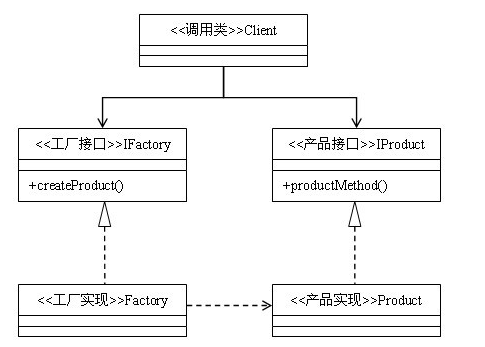 <<调用类>>Client
<<工厂接口>>IFactory
+createProduct()
<<产品接口>>IProduct
+productMethod()
<<工厂实现>>Factory
<<产品实现>>Product